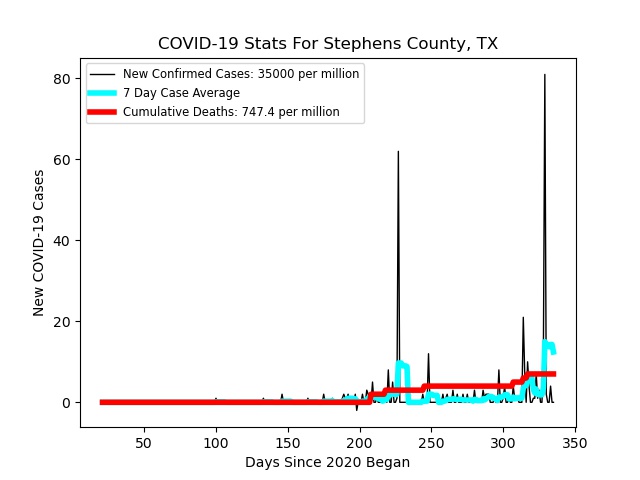 COVID-19 Stats For Stephens County, TX
New Confirmed Cases: 35000 per million
7 Day Case Average
Cumulative Deaths: 747.4 per million
New COVID-19 Cases
80
60
40
20
0
50 100 150 200 250 300 350
Days Since 2020 Began